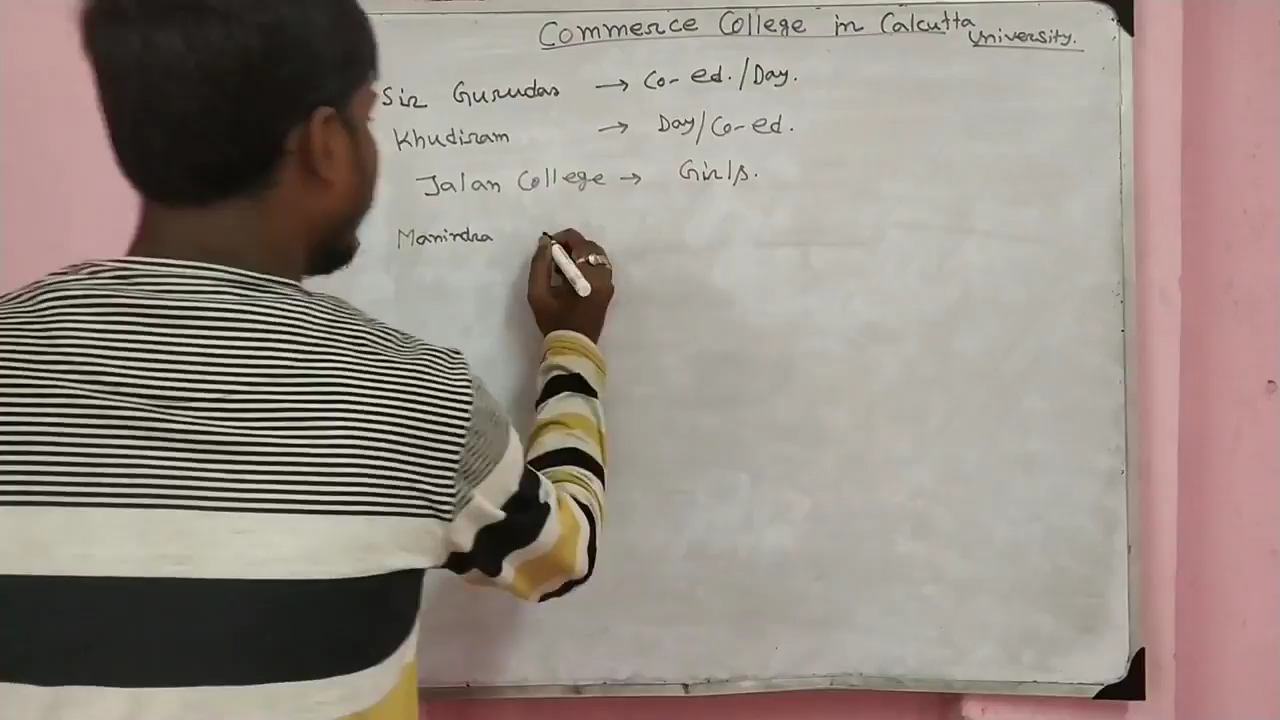 Commerce College in Calcutta University.
Sir Gurudas → Co-ed./Day.
Khudiram → Day/Co-ed.
Jalan College → Girls.
Manindra